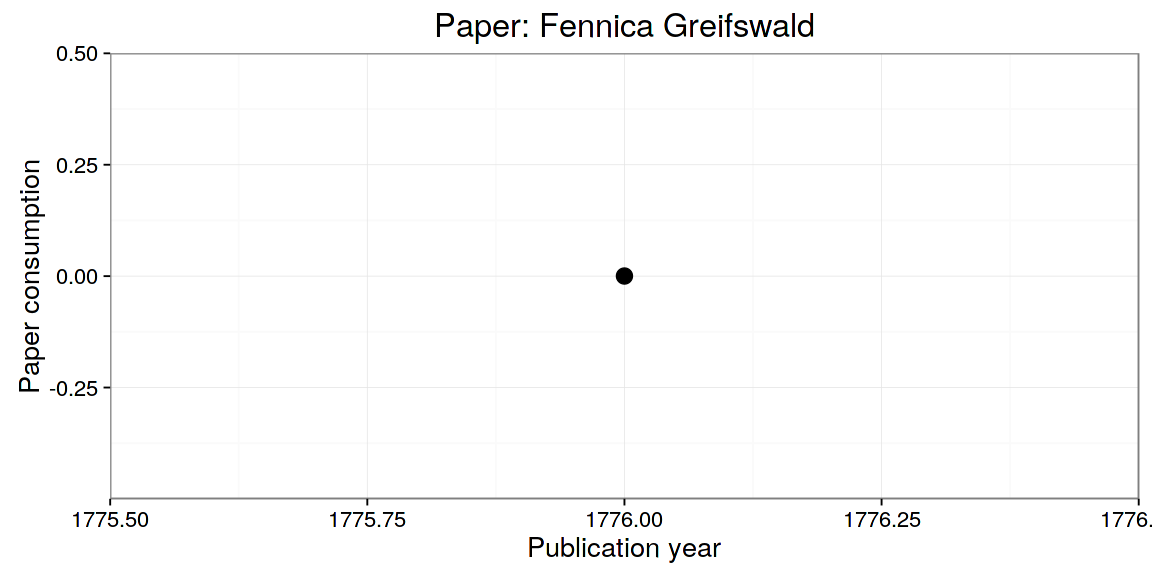 Paper: Fennica Greifswald
0.50
0.25
0.00
-0.25
Paper consumption
1775.50 1775.75 1776.00 1776.25 1776.
Publication year